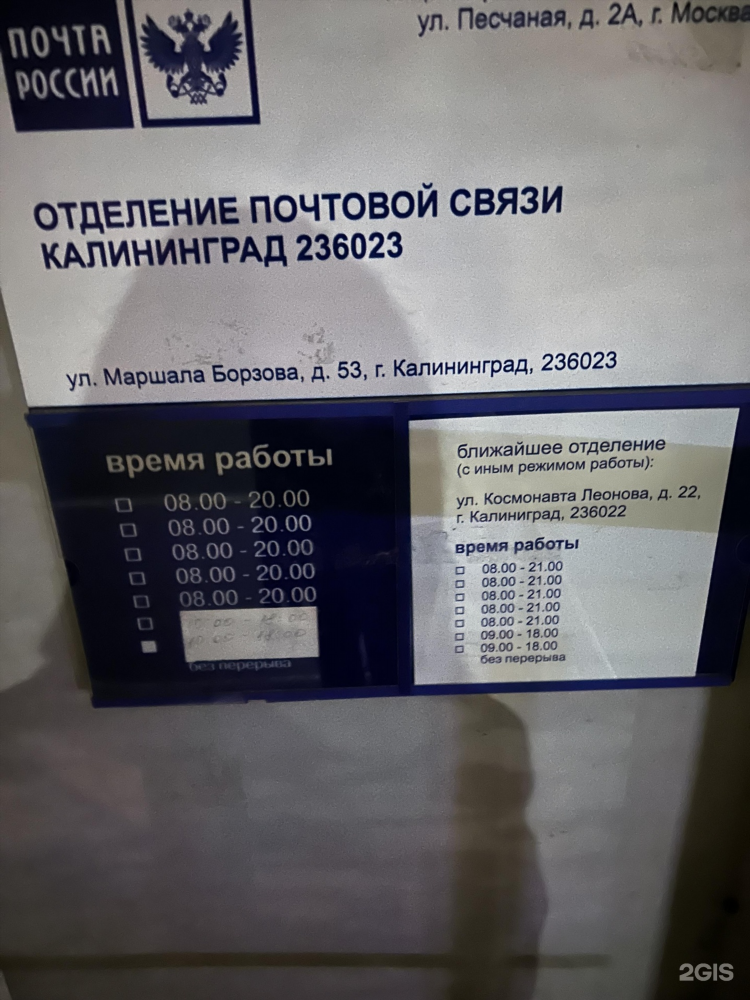 ПОЧТА
РОССИИ
ул. Песчаная, д. 2А, г. Москва
ОТДЕЛЕНИЕ ПОЧТОВОЙ СВЯЗИ
КАЛИНИНГРАД 236023
ул. Маршала Борзова, д. 53, г. Калининград, 236023
время работы
08.00 - 20.00
08.00 - 20.00
08.00 - 20.00
08.00 - 20.00
08.00 - 20.00
без перерыва
ближайшее отделение
(с иным режимом работы):
ул. Космонавта Леонова, д. 22,
г. Калиниград, 236022
время работы
08.00 - 21.00
08.00 - 21.00
08.00 - 21.00
08.00 - 21.00
08.00 - 21.00
09.00 - 18.00
09.00 - 18.00
без перерыва
2GIS